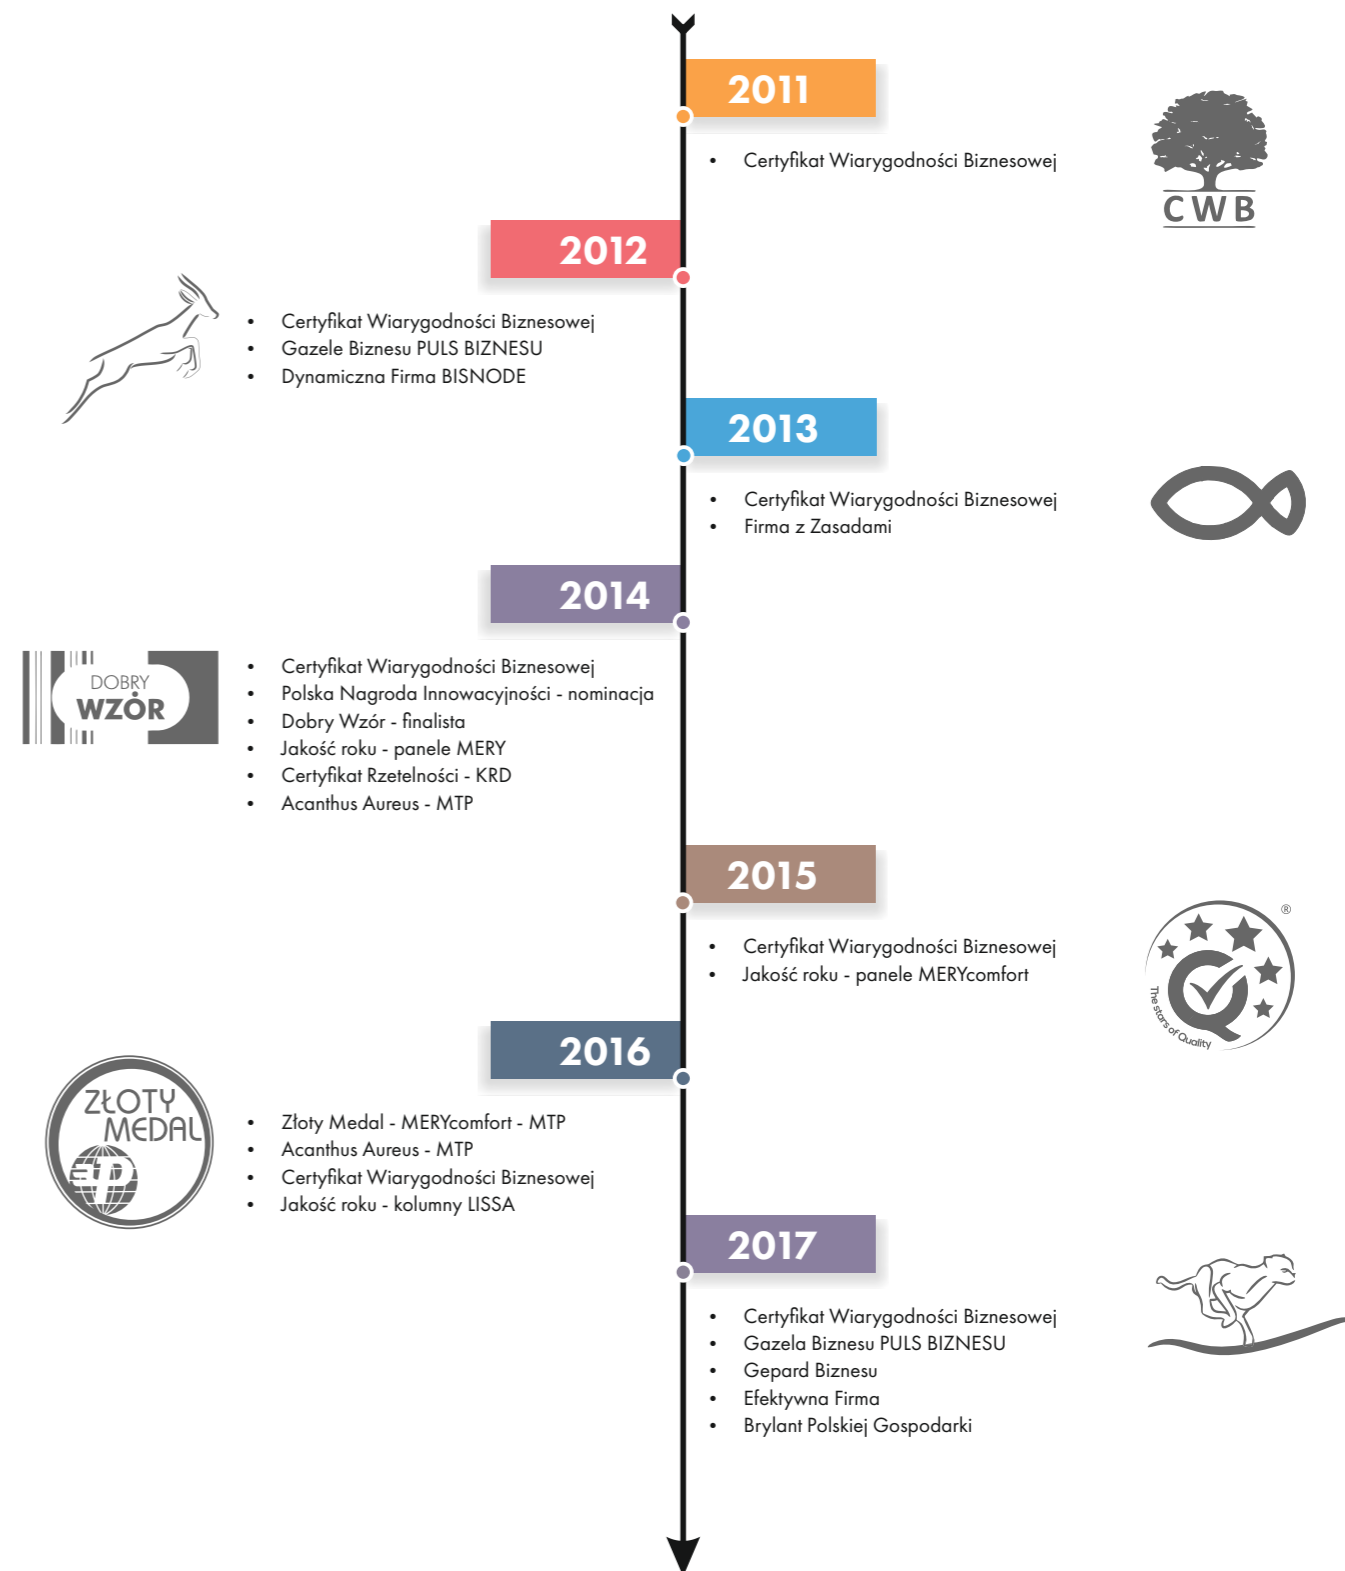 2011
• Certyfikat Wiarygodności Biznesowej
CWB
2012
• Certyfikat Wiarygodności Biznesowej
• Gazele Biznesu PULS BIZNESU
• Dynamiczna Firma BISNODE
2013
• Certyfikat Wiarygodności Biznesowej
• Firma z Zasadami
2014
DOBRY
WZÓR
• Certyfikat Wiarygodności Biznesowej
• Polska Nagroda Innowacyjności - nominacja
• Dobry Wzór - finalista
• Jakość roku - panele MERY
• Certyfikat Rzetelności - KRD
• Acanthus Aureus - MTP
2015
• Certyfikat Wiarygodności Biznesowej
• Jakość roku - panele MERYcomfort
®
The stars of Quality
2016
ZŁOTY
MEDAL
• Złoty Medal - MERYcomfort - MTP
• Acanthus Aureus - MTP
• Certyfikat Wiarygodności Biznesowej
• Jakość roku - kolumny LISSA
2017
• Certyfikat Wiarygodności Biznesowej
• Gazela Biznesu PULS BIZNESU
• Gepard Biznesu
• Efektywna Firma
• Brylant Polskiej Gospodarki